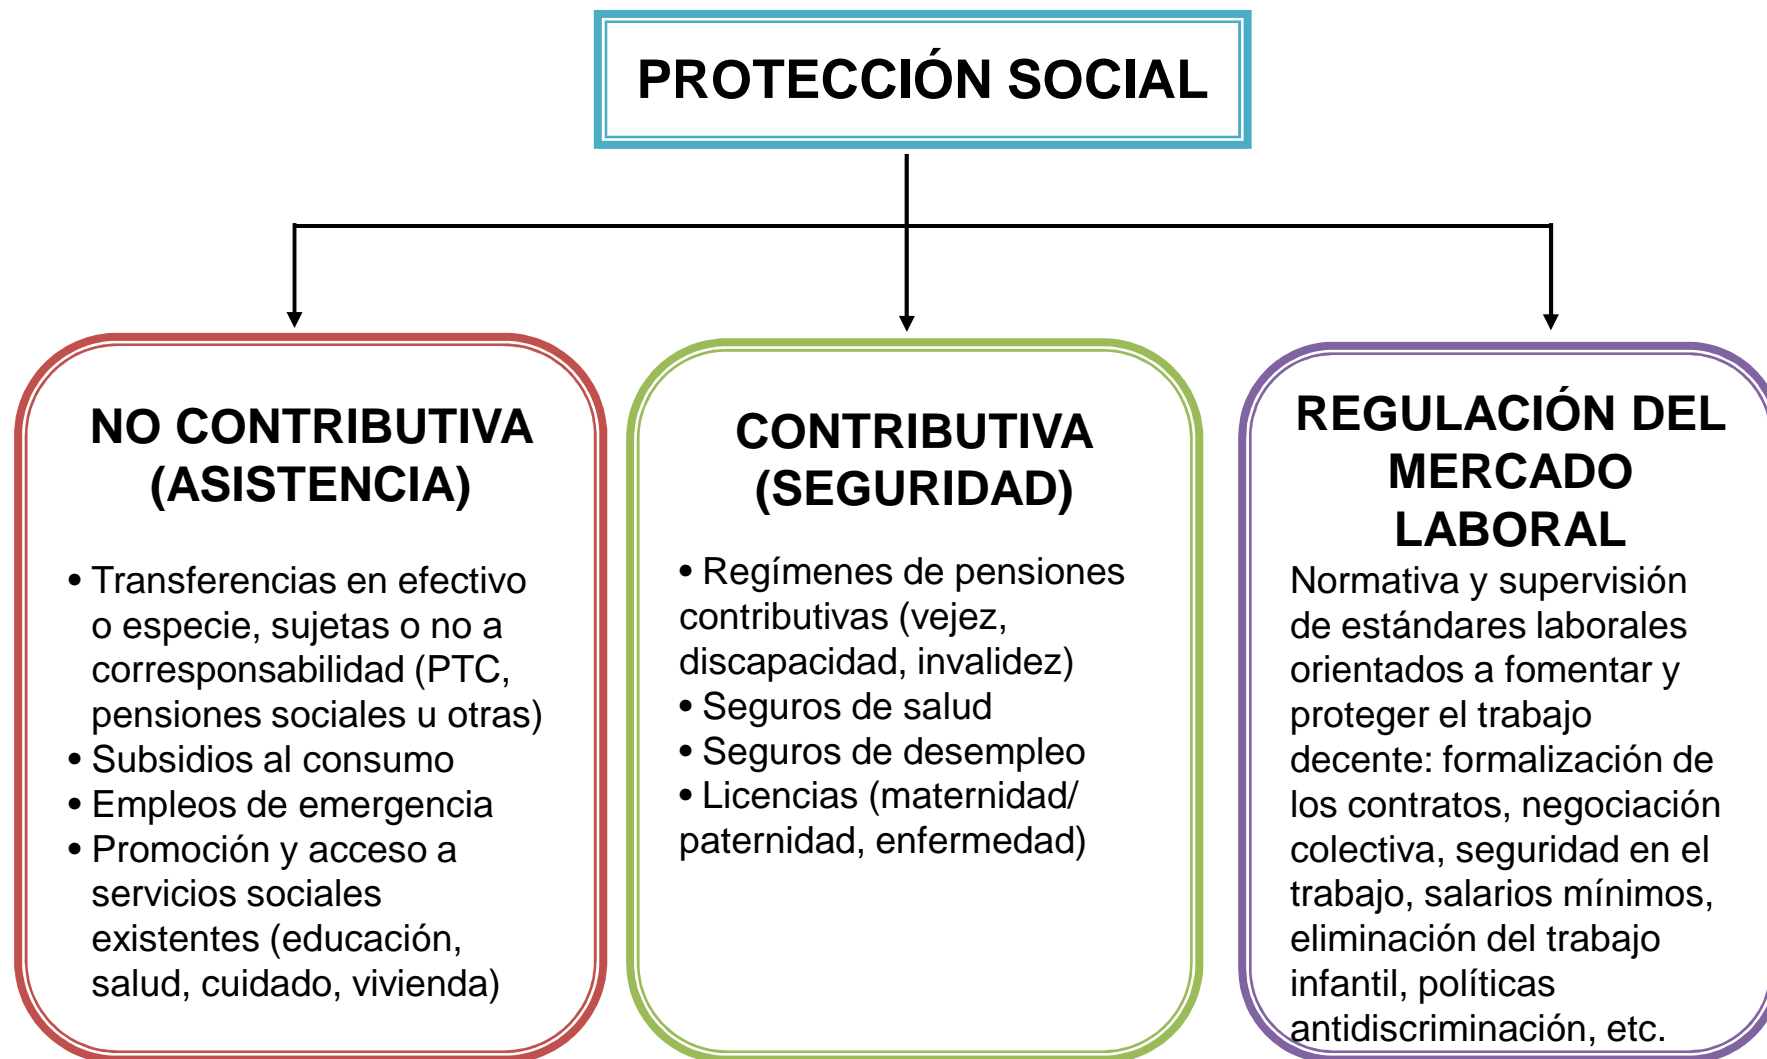 PROTECCIÓN SOCIAL
NO CONTRIBUTIVA
(ASISTENCIA)
• Transferencias en efectivo
o especie, sujetas o no a
corresponsabilidad (PTC,
pensiones sociales u otras)
• Subsidios al consumo
• Empleos de emergencia
• Promoción y acceso a
servicios sociales
existentes (educación,
salud, cuidado, vivienda)
CONTRIBUTIVA
(SEGURIDAD)
• Regímenes de pensiones
contributivas (vejez,
discapacidad, invalidez)
• Seguros de salud
• Seguros de desempleo
• Licencias (maternidad/
paternidad, enfermedad)
REGULACIÓN DEL
MERCADO
LABORAL
Normativa y supervisión
de estándares laborales
orientados a fomentar y
proteger el trabajo
decente: formalización de
los contratos, negociación
colectiva, seguridad en el
trabajo, salarios mínimos,
eliminación del trabajo
infantil, políticas
antidiscriminación, etc.